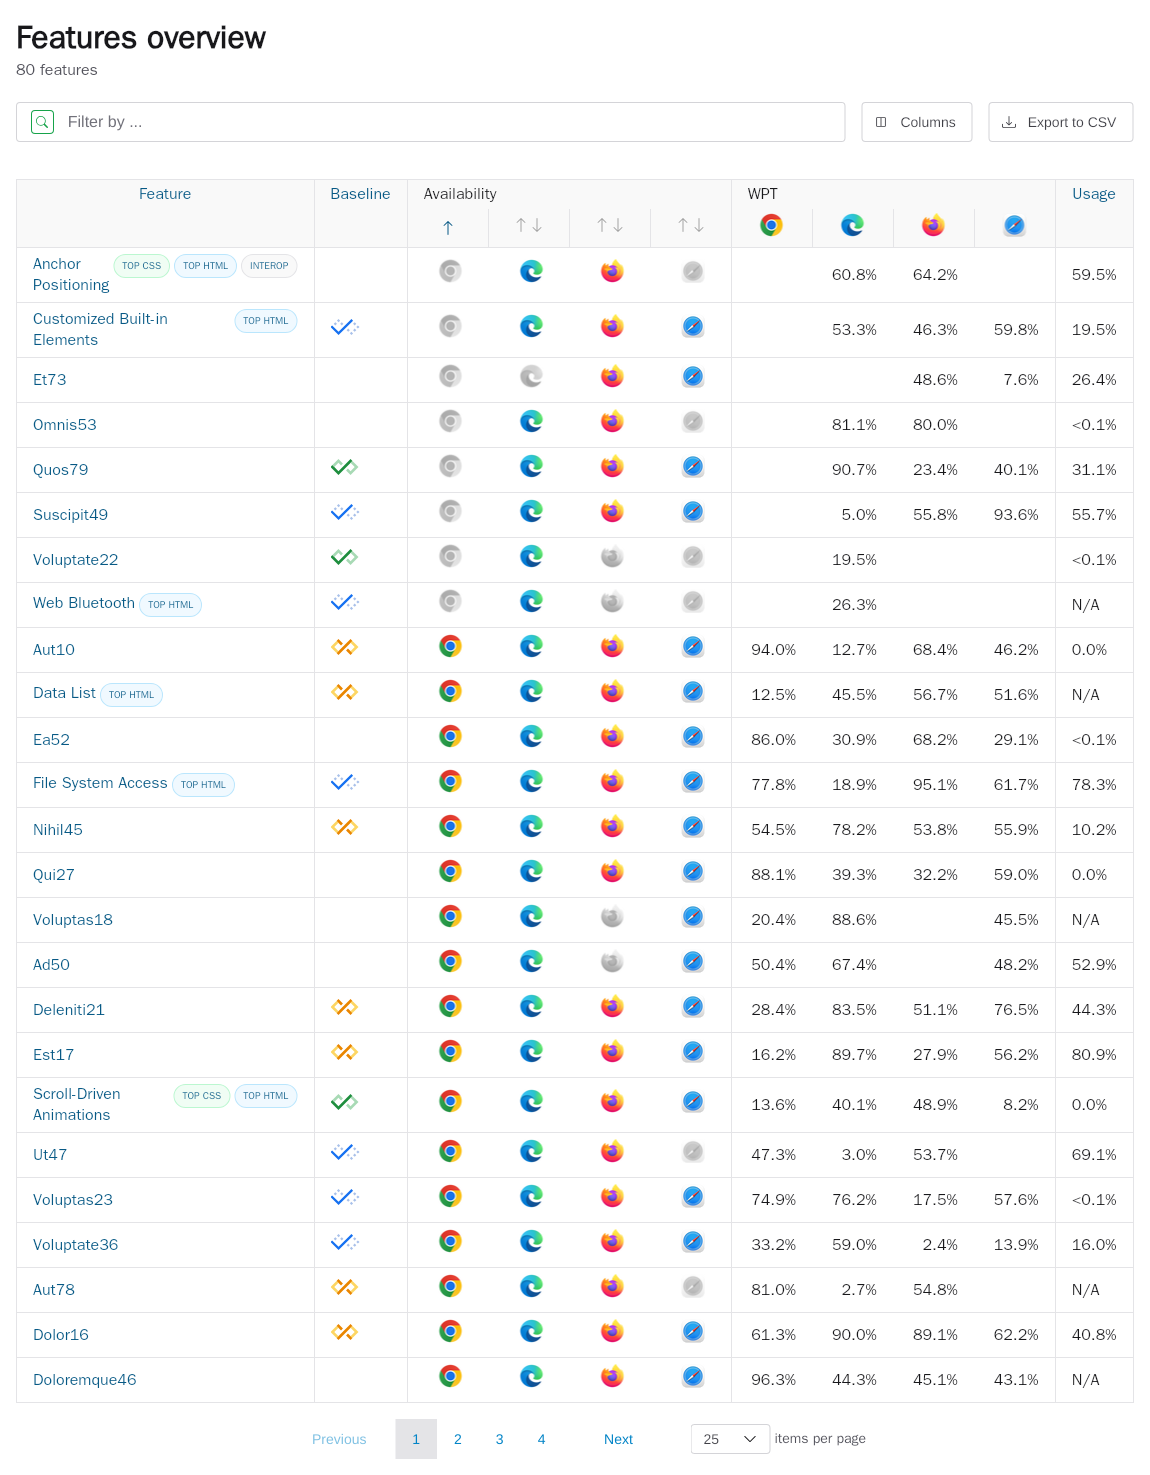 Features overview
80 features
Filter by ...
Columns
Export to CSV
Feature Baseline Availability WPT Usage
Anchor Positioning TOP CSS TOP HTML INTEROP 60.8% 64.2% 59.5%
Customized Built-in Elements TOP HTML 53.3% 46.3% 59.8% 19.5%
Et73 48.6% 7.6% 26.4%
Omnis53 81.1% 80.0% <0.1%
Quos79 90.7% 23.4% 40.1% 31.1%
Suscipit49 5.0% 55.8% 93.6% 55.7%
Voluptate22 19.5% <0.1%
Web Bluetooth TOP HTML 26.3% N/A
Aut10 94.0% 12.7% 68.4% 46.2% 0.0%
Data List TOP HTML 12.5% 45.5% 56.7% 51.6% N/A
Ea52 86.0% 30.9% 68.2% 29.1% <0.1%
File System Access TOP HTML 77.8% 18.9% 95.1% 61.7% 78.3%
Nihil45 54.5% 78.2% 53.8% 55.9% 10.2%
Qui27 88.1% 39.3% 32.2% 59.0% 0.0%
Voluptas18 20.4% 88.6% 45.5% N/A
Ad50 50.4% 67.4% 48.2% 52.9%
Deleniti21 28.4% 83.5% 51.1% 76.5% 44.3%
Est17 16.2% 89.7% 27.9% 56.2% 80.9%
Scroll-Driven Animations TOP CSS TOP HTML 13.6% 40.1% 48.9% 8.2% 0.0%
Ut47 47.3% 3.0% 53.7% 69.1%
Voluptas23 74.9% 76.2% 17.5% 57.6% <0.1%
Voluptate36 33.2% 59.0% 2.4% 13.9% 16.0%
Aut78 81.0% 2.7% 54.8% N/A
Dolor16 61.3% 90.0% 89.1% 62.2% 40.8%
Doloremque46 96.3% 44.3% 45.1% 43.1% N/A
Previous 1 2 3 4 Next 25 items per page